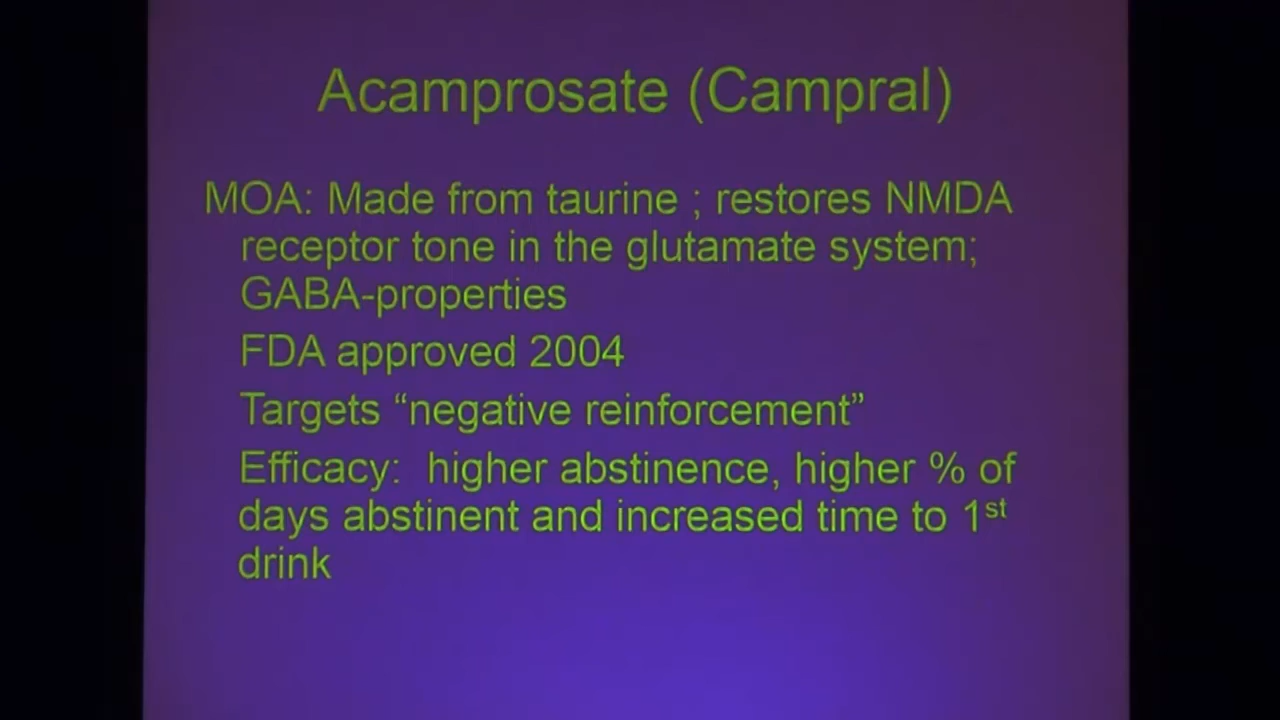 Acamprosate (Campral)
MOA: Made from taurine ; restores NMDA
receptor tone in the glutamate system;
GABA-properties
FDA approved 2004
Targets “negative reinforcement”
Efficacy:  higher abstinence, higher % of
days abstinent and increased time to 1st
drink